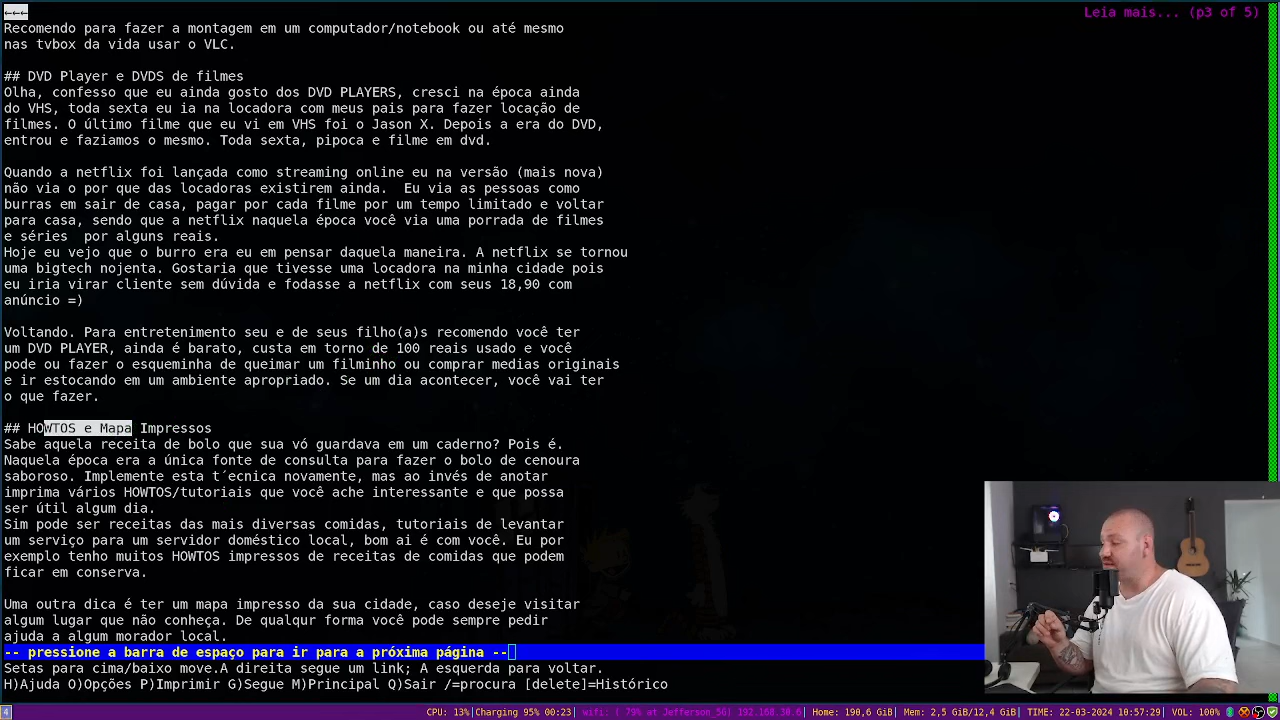 ←←← Leia mais... (p3 of 5)
Recomendo para fazer a montagem em um computador/notebook ou até mesmo
nas tvbox da vida usar o VLC.
## DVD Player e DVDS de filmes
Olha, confesso que eu ainda gosto dos DVD PLAYERS, cresci na época ainda
do VHS, toda sexta eu ia na locadora com meus pais para fazer locação de
filmes. O último filme que eu vi em VHS foi o Jason X. Depois a era do DVD,
entrou e faziamos o mesmo. Toda sexta, pipoca e filme em dvd.
Quando a netflix foi lançada como streaming online eu na versão (mais nova)
não via o por que das locadoras existirem ainda.  Eu via as pessoas como
burras em sair de casa, pagar por cada filme por um tempo limitado e voltar
para casa, sendo que a netflix naquela época você via uma porrada de filmes
e séries  por alguns reais.
Hoje eu vejo que o burro era eu em pensar daquela maneira. A netflix se tornou
uma bigtech nojenta. Gostaria que tivesse uma locadora na minha cidade pois
eu iria virar cliente sem dúvida e fodasse a netflix com seus 18,90 com
anúncio =)
Voltando. Para entretenimento seu e de seus filho(a)s recomendo você ter
um DVD PLAYER, ainda é barato, custa em torno de 100 reais usado e você
pode ou fazer o esqueminha de queimar um filminho ou comprar medias originais
e ir estocando em um ambiente apropriado. Se um dia acontecer, você vai ter
o que fazer.
## HOWTOS e Mapa Impressos
Sabe aquela receita de bolo que sua vó guardava em um caderno? Pois é.
Naquela época era a única fonte de consulta para fazer o bolo de cenoura
saboroso. Implemente esta t´ecnica novamente, mas ao invés de anotar
imprima vários HOWTOS/tutoriais que você ache interessante e que possa
ser útil algum dia.
Sim pode ser receitas das mais diversas comidas, tutoriais de levantar
um serviço para um servidor doméstico local, bom ai é com você. Eu por
exemplo tenho muitos HOWTOS impressos de receitas de comidas que podem
ficar em conserva.
Uma outra dica é ter um mapa impresso da sua cidade, caso deseje visitar
algum lugar que não conheça. De qualqur forma você pode sempre pedir
ajuda a algum morador local.
-- pressione a barra de espaço para ir para a próxima página --
Setas para cima/baixo move.A direita segue um link; A esquerda para voltar.
H)Ajuda O)Opções P)Imprimir G)Segue M)Principal Q)Sair /=procura [delete]=Histórico
4 CPU: 13%|Charging 95% 00:23| wifi: ( 79% at Jefferson_5G) 192.168.30.6| Home: 190,6 GiB| Mem: 2,5 GiB/12,4 GiB| TIME: 22-03-2024 10:57:29| VOL: 100%|